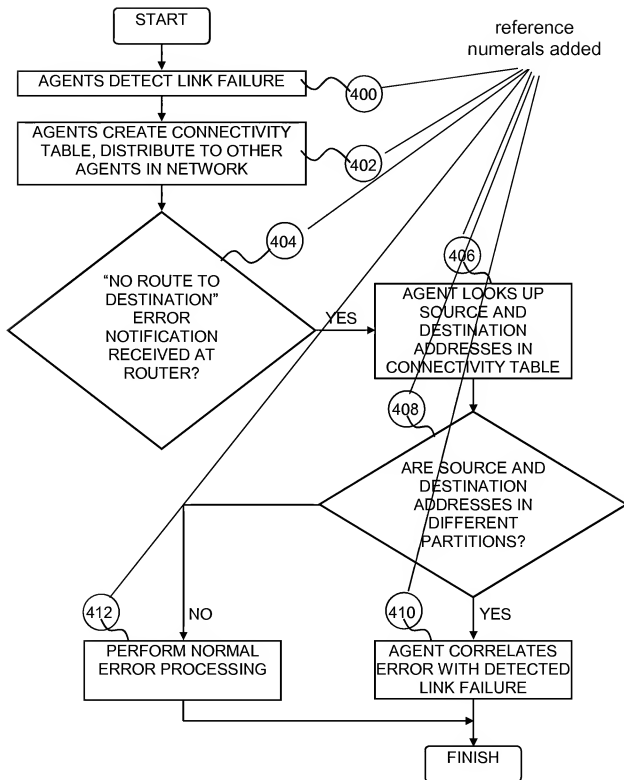 START
reference
numerals added
AGENTS DETECT LINK FAILURE
400
AGENTS CREATE CONNECTIVITY
TABLE, DISTRIBUTE TO OTHER
AGENTS IN NETWORK
402
404
“NO ROUTE TO
DESTINATION”
ERROR
NOTIFICATION
RECEIVED AT
ROUTER?
YES
406
AGENT LOOKS UP
SOURCE AND
DESTINATION
ADDRESSES IN
CONNECTIVITY TABLE
408
ARE SOURCE AND
DESTINATION
ADDRESSES IN
DIFFERENT
PARTITIONS?
NO
YES
412
PERFORM NORMAL
ERROR PROCESSING
410
AGENT CORRELATES
ERROR WITH DETECTED
LINK FAILURE
FINISH